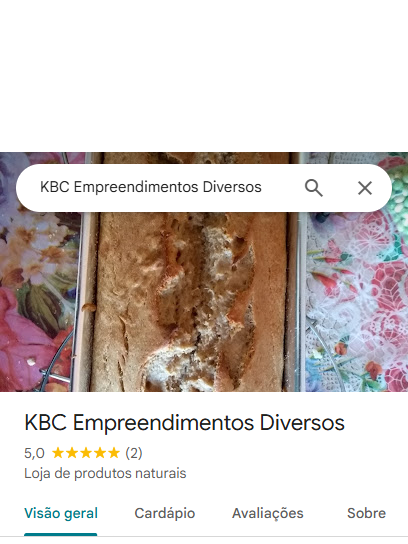 KBC Empreendimentos Diversos
KBC Empreendimentos Diversos
5,0 ★★★★★ (2)
Loja de produtos naturais
Visão geral Cardápio Avaliações Sobre